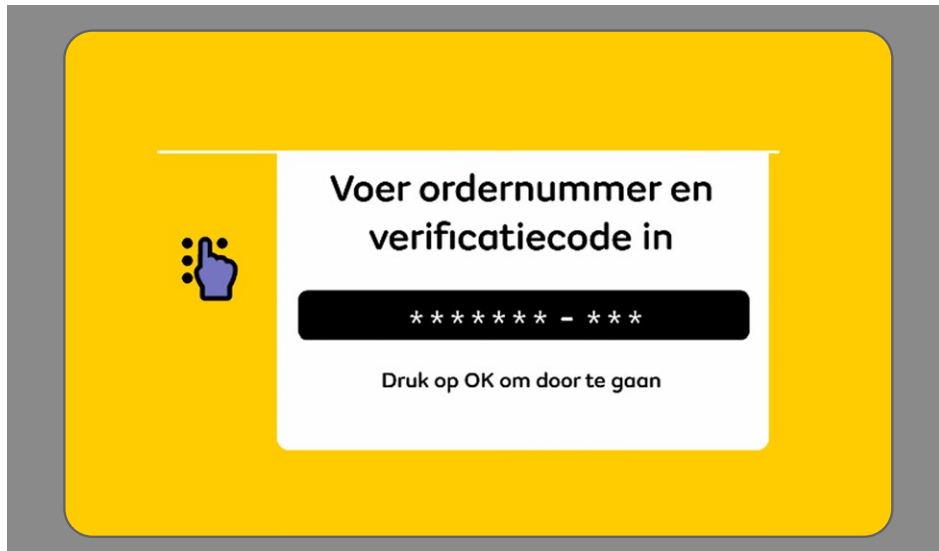 Voer ordernummer en
verificatiecode in
******* - ***
Druk op OK om door te gaan